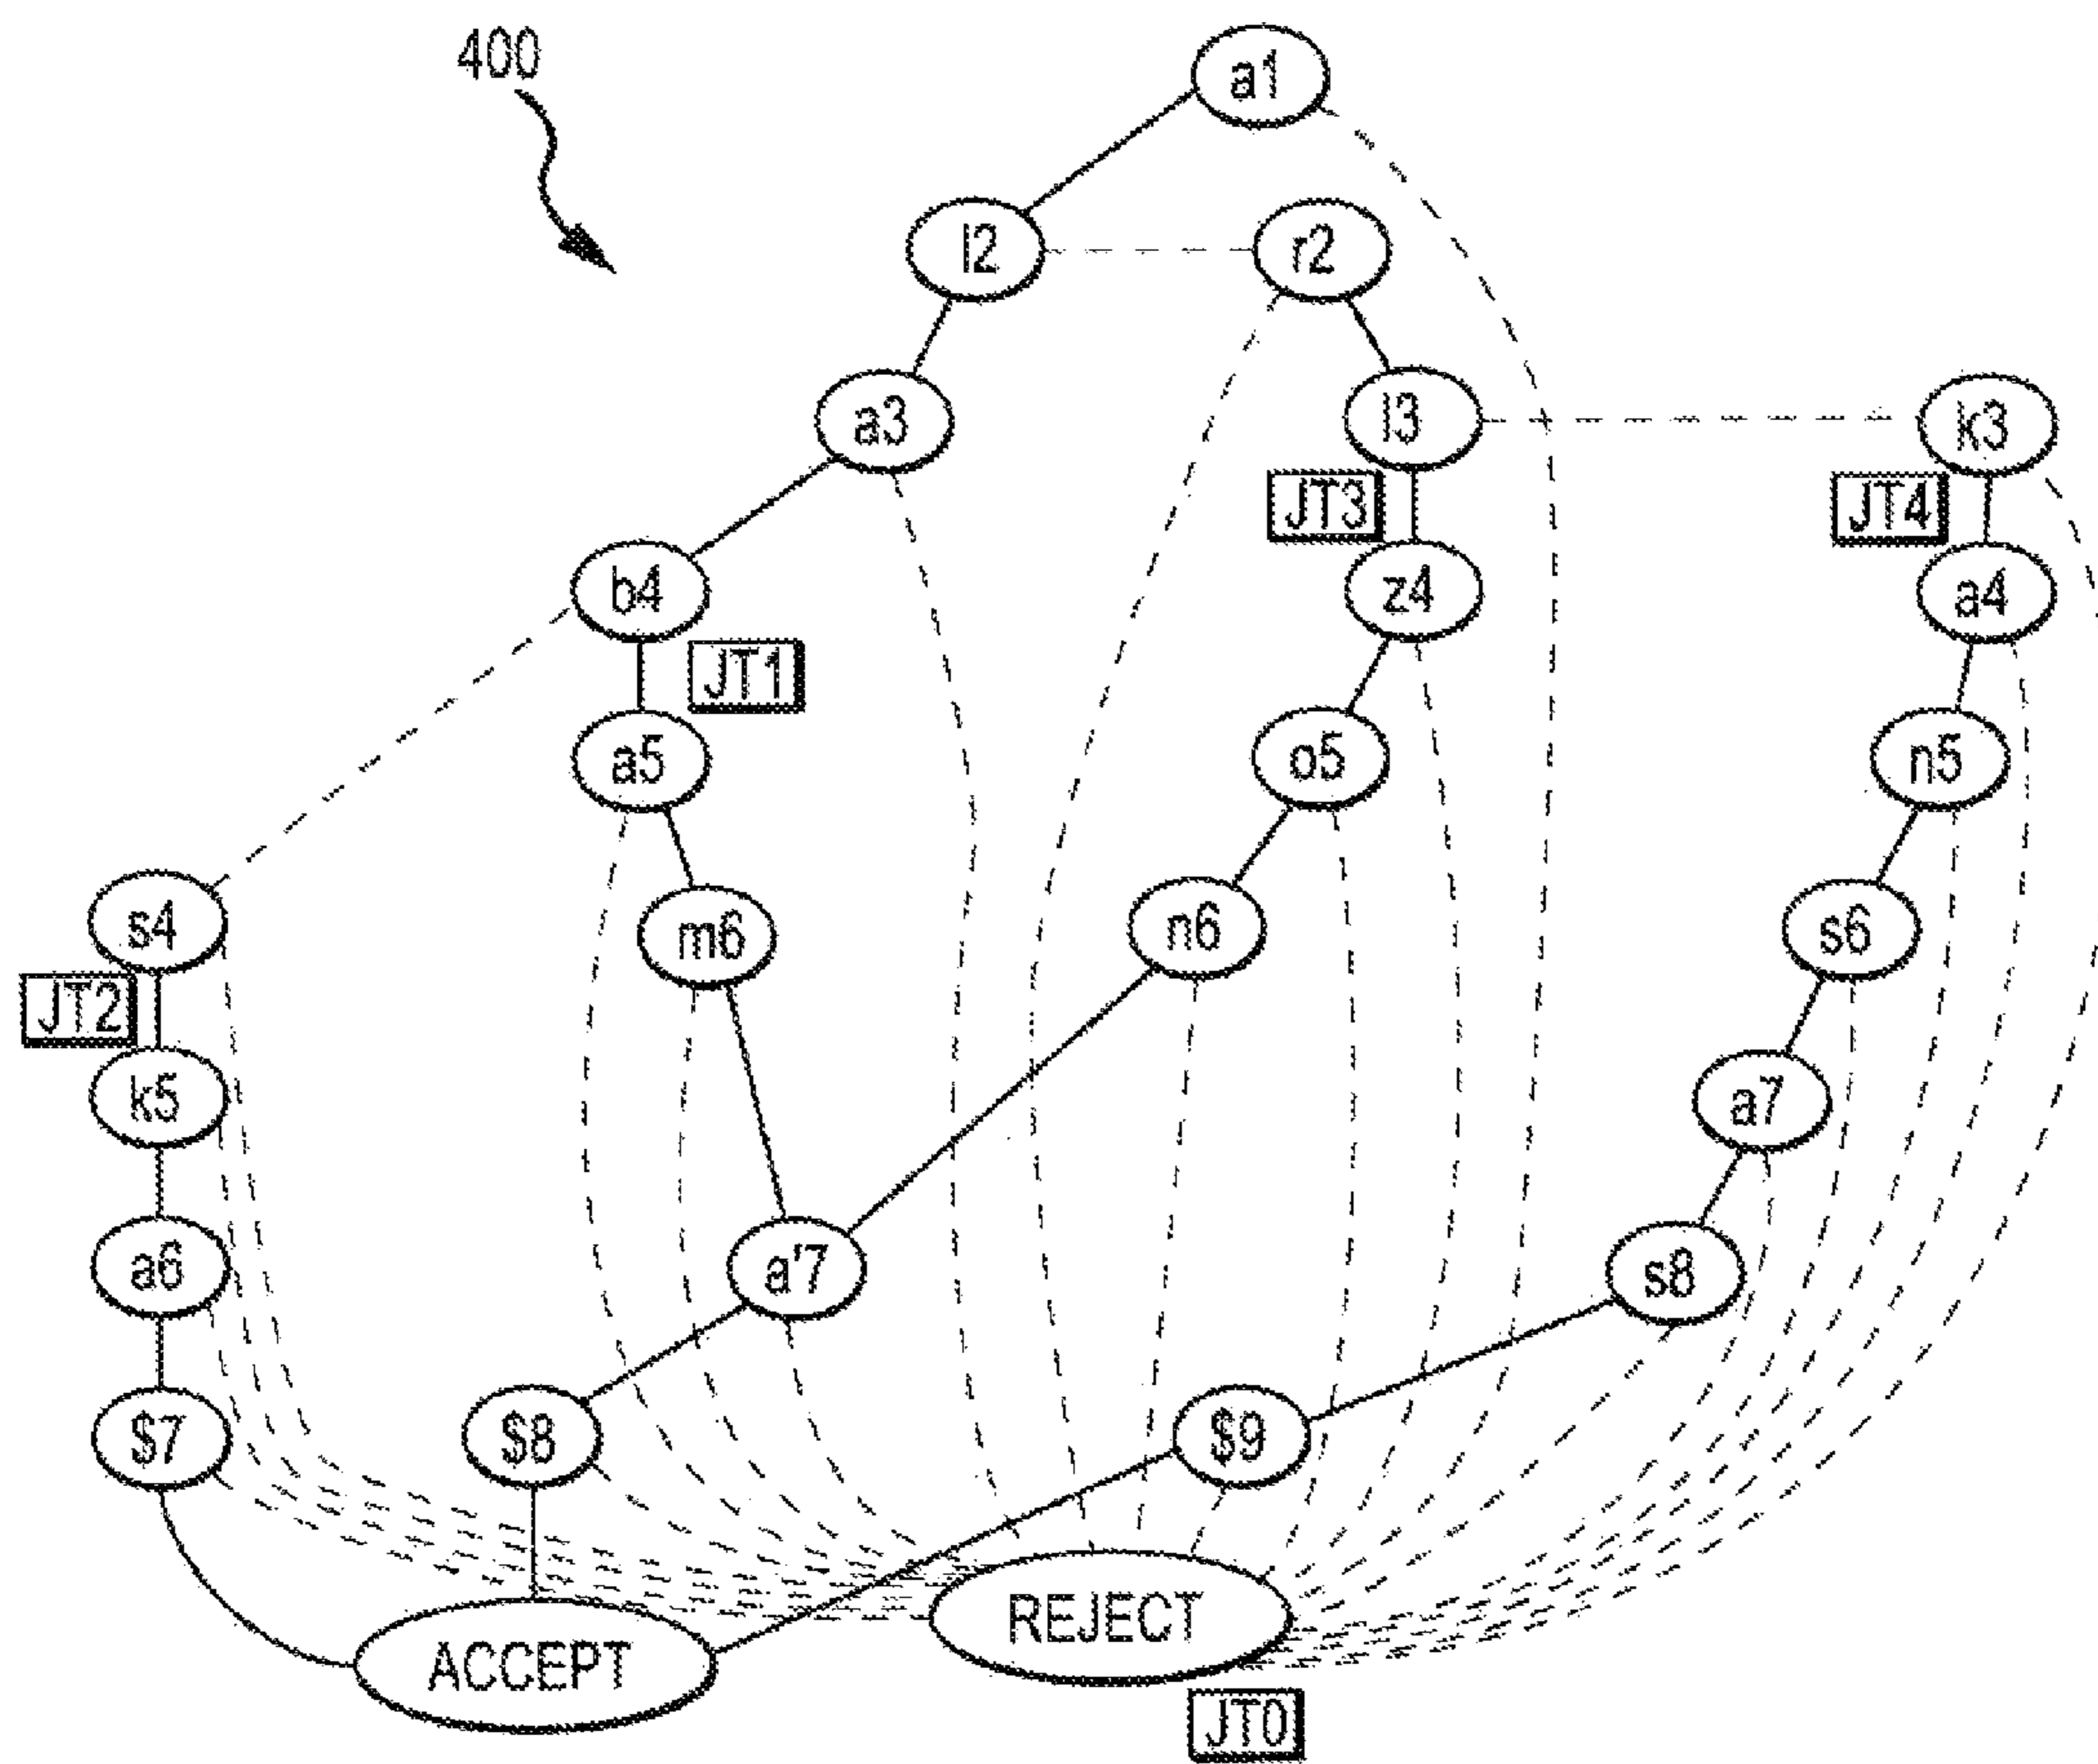 400
a1
l2
r2
a3
l3
k3
JT3
JT4
b4
z4
a4
JT1
a5
o5
n5
s4
m6
n6
s6
JT2
k5
a7
a6
a'7
s8
$7
$8
$9
REJECT
ACCEPT
JT0